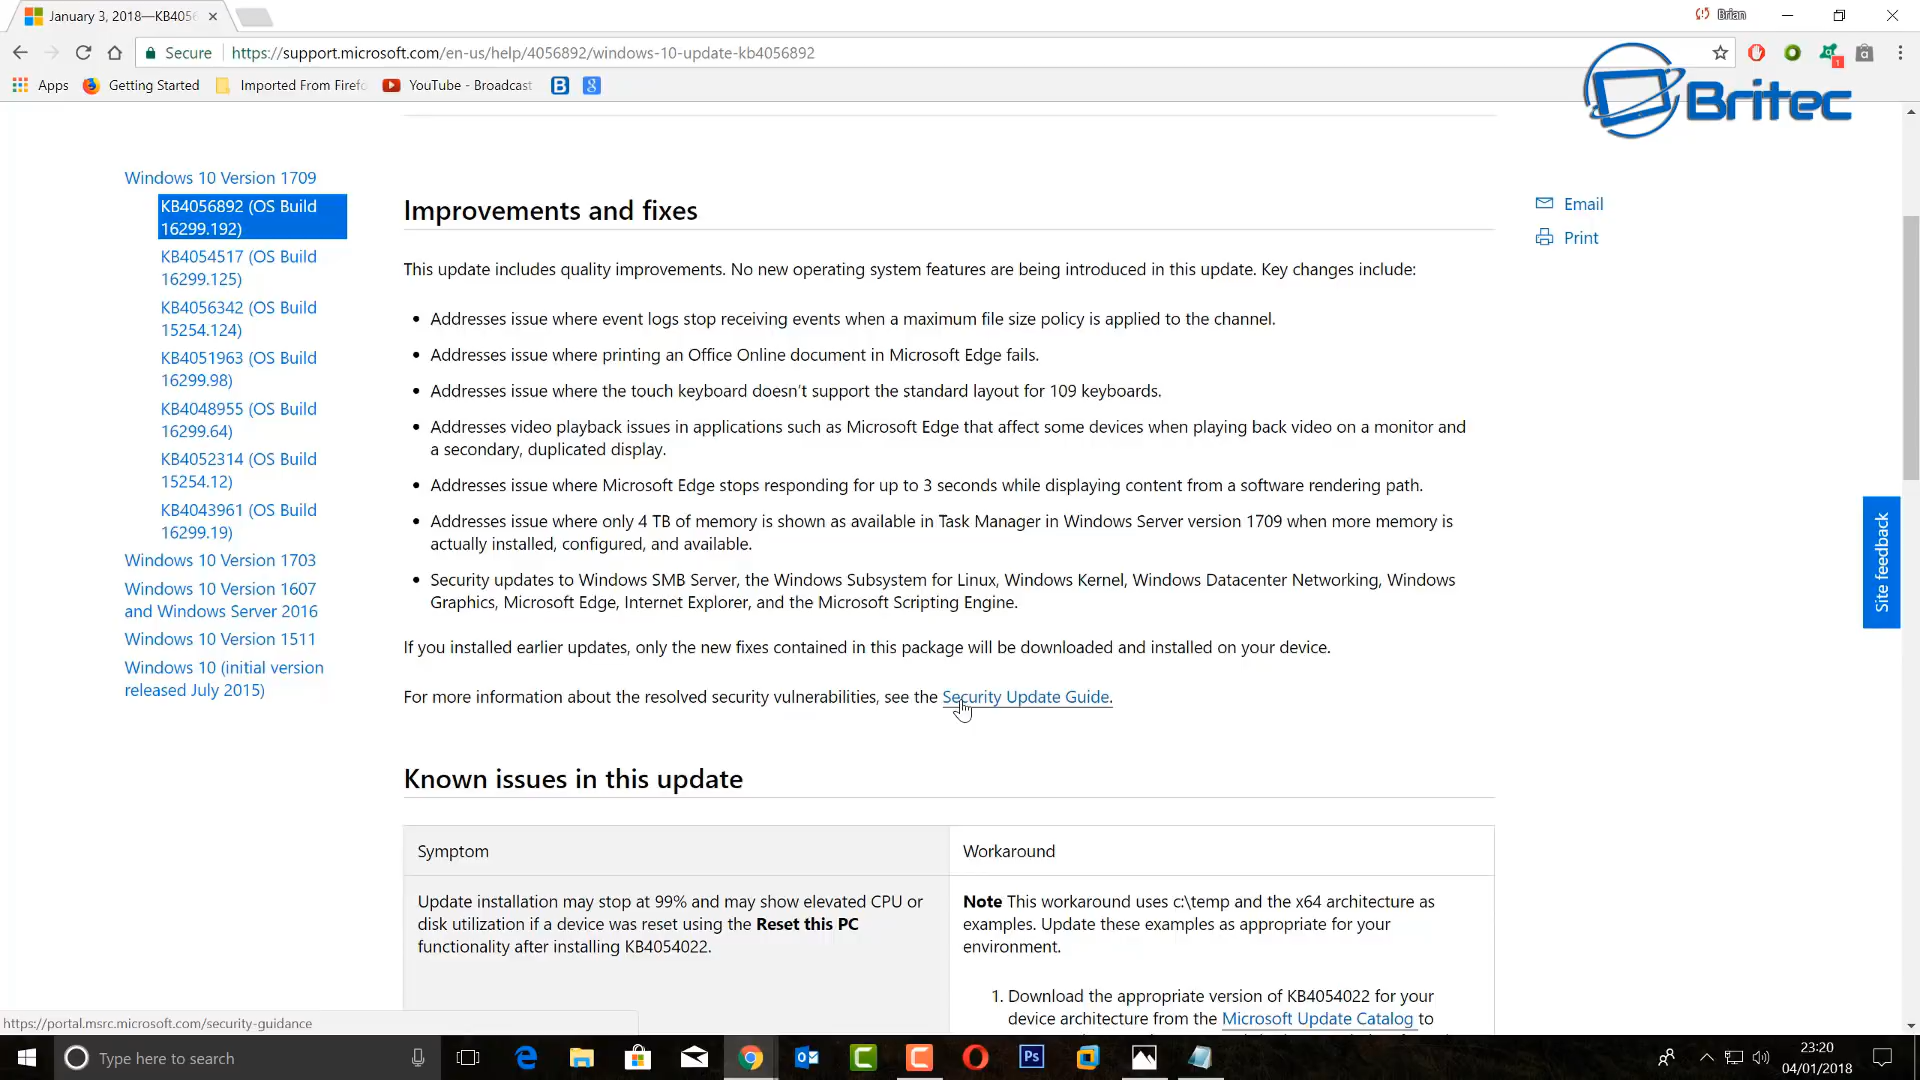 January 3, 2018—KB4056
Brian
Secure
https://support.microsoft.com/en-us/help/4056892/windows-10-update-kb4056892
Apps
Getting Started
Imported From Firefo
YouTube - Broadcast
Britec
Windows 10 Version 1709
KB4056892 (OS Build
16299.192)
KB4054517 (OS Build
16299.125)
KB4056342 (OS Build
15254.124)
KB4051963 (OS Build
16299.98)
KB4048955 (OS Build
16299.64)
KB4052314 (OS Build
15254.12)
KB4043961 (OS Build
16299.19)
Windows 10 Version 1703
Windows 10 Version 1607
and Windows Server 2016
Windows 10 Version 1511
Windows 10 (initial version
released July 2015)
Improvements and fixes
This update includes quality improvements. No new operating system features are being introduced in this update. Key changes include:
• Addresses issue where event logs stop receiving events when a maximum file size policy is applied to the channel.
• Addresses issue where printing an Office Online document in Microsoft Edge fails.
• Addresses issue where the touch keyboard doesn't support the standard layout for 109 keyboards.
• Addresses video playback issues in applications such as Microsoft Edge that affect some devices when playing back video on a monitor and
a secondary, duplicated display.
• Addresses issue where Microsoft Edge stops responding for up to 3 seconds while displaying content from a software rendering path.
• Addresses issue where only 4 TB of memory is shown as available in Task Manager in Windows Server version 1709 when more memory is
actually installed, configured, and available.
• Security updates to Windows SMB Server, the Windows Subsystem for Linux, Windows Kernel, Windows Datacenter Networking, Windows
Graphics, Microsoft Edge, Internet Explorer, and the Microsoft Scripting Engine.
If you installed earlier updates, only the new fixes contained in this package will be downloaded and installed on your device.
For more information about the resolved security vulnerabilities, see the Security Update Guide.
Known issues in this update
Symptom
Workaround
Update installation may stop at 99% and may show elevated CPU or
disk utilization if a device was reset using the Reset this PC
functionality after installing KB4054022.
Note This workaround uses c:\temp and the x64 architecture as
examples. Update these examples as appropriate for your
environment.
1. Download the appropriate version of KB4054022 for your
device architecture from the Microsoft Update Catalog to
Email
Print
Site feedback
https://portal.msrc.microsoft.com/security-guidance
Type here to search
23:20
04/01/2018